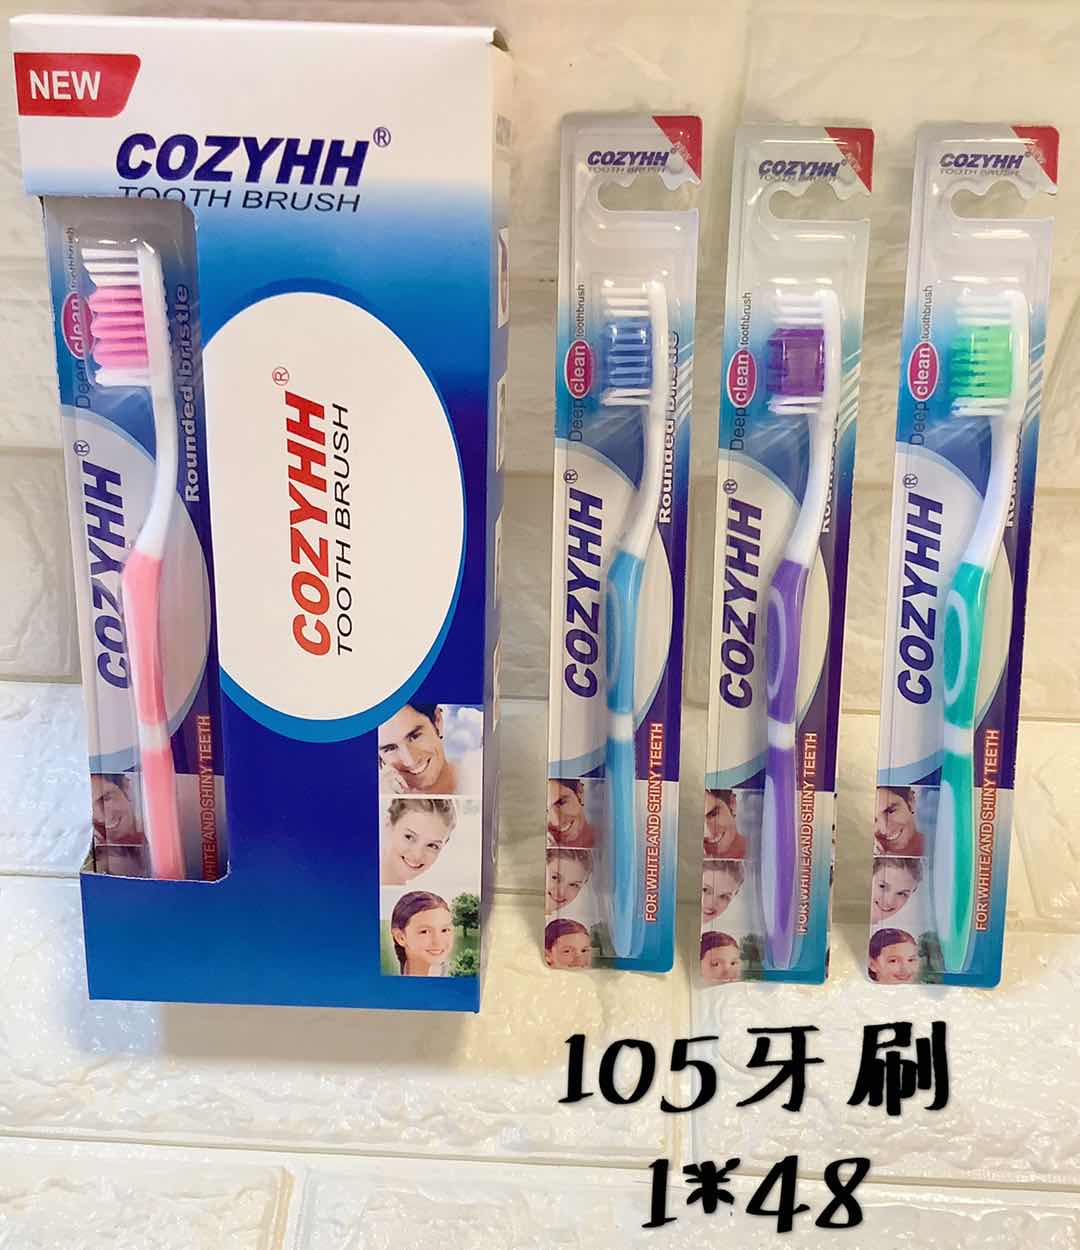 NEW
COZYHH®
TOOTH BRUSH
Deep clean toothbrush
Rounded bristle
COZYHH®
WHITE AND SHINY TEETH
COZYHH®
TOOTH BRUSH
COZYHH®
TOOTH BRUSH
NEW
Deep clean toothbrush
Rounded bristle
COZYHH®
FOR WHITE AND SHINY TEETH
COZYHH®
TOOTH BRUSH
NEW
Deep clean toothbrush
COZYHH®
FOR WHITE AND SHINY TEETH
COZYHH®
TOOTH BRUSH
NEW
Deep clean toothbrush
COZYHH®
FOR WHITE AND SHINY TEETH
105牙刷
1*48